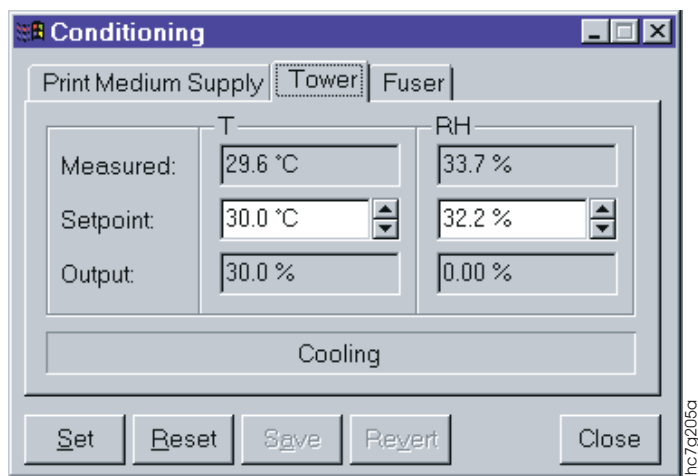 Conditioning
Print Medium Supply Tower Fuser
T RH
Measured: 29.6 °C 33.7 %
Setpoint: 30.0 °C 32.2 %
Output: 30.0 % 0.00 %
Cooling
Set Reset Save Revert Close